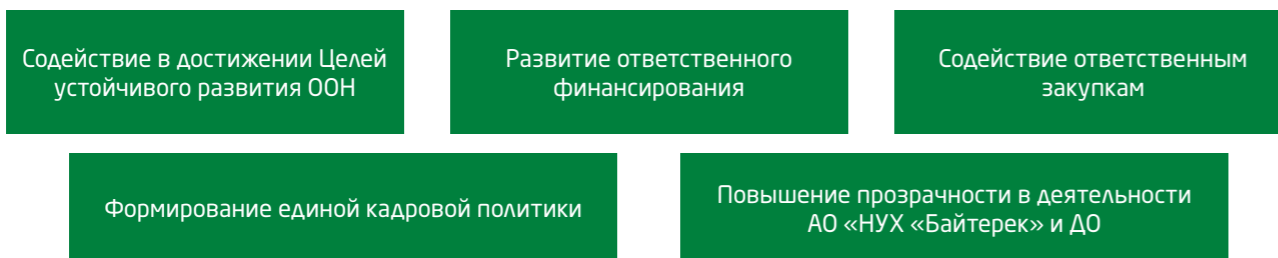 Содействие в достижении Целей
устойчивого развития ООН
Развитие ответственного
финансирования
Содействие ответственным
закупкам
Формирование единой кадровой политики
Повышение прозрачности в деятельности
АО «НУХ «Байтерек» и ДО